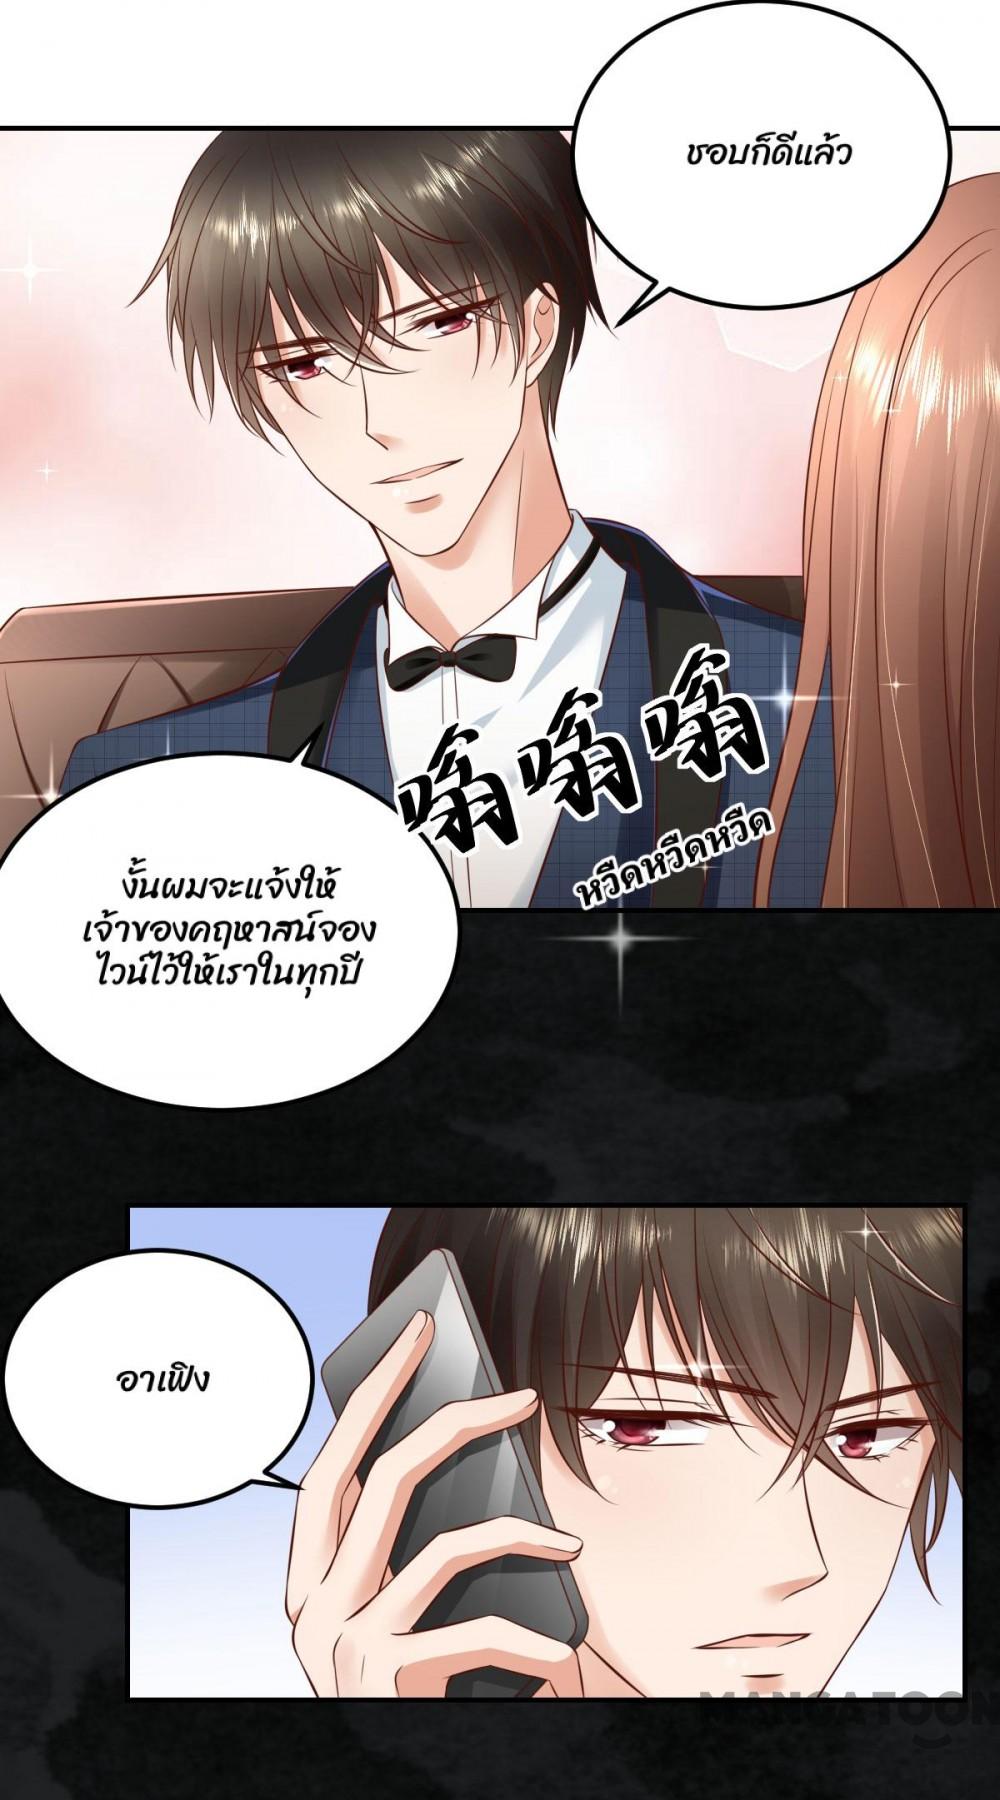 ชอบก็ดีแล้ว
嗡嗡嗡
หวืดหวืดหวืด
งั้นผมจะแจ้งให้
เจ้าของคฤหาสน์จอง
ไวน์ไว้ให้เราในทุกปี
อาเฟิง
MANGATOON